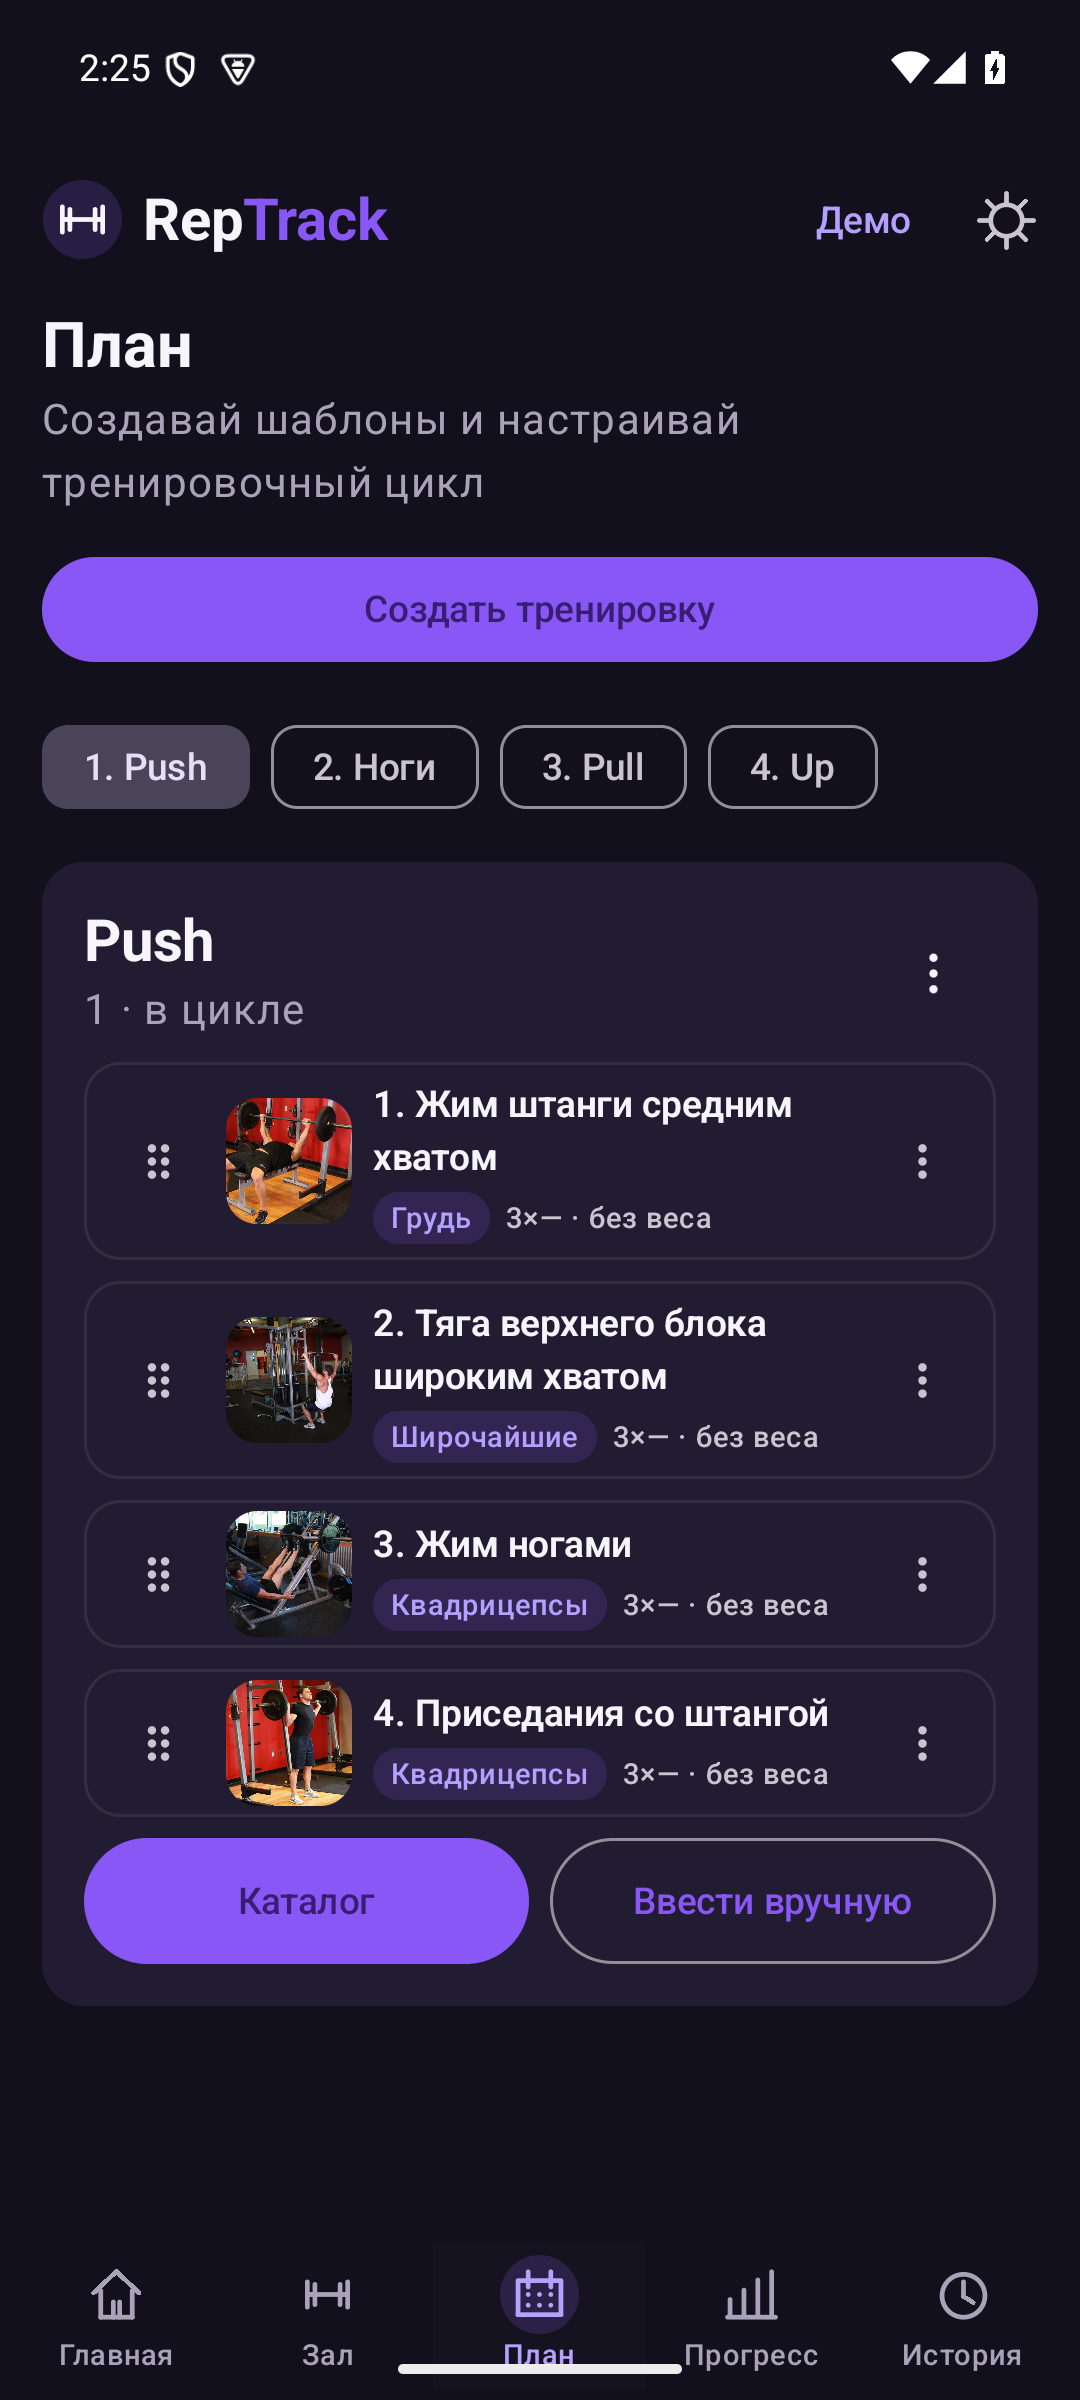 2:25
RepTrack
Демо
План
Создавай шаблоны и настраивай
тренировочный цикл
Создать тренировку
1. Push
2. Ноги
3. Pull
4. Up
Push
1 · в цикле
1. Жим штанги средним
хватом
Грудь
3×— · без веса
2. Тяга верхнего блока
широким хватом
Широчайшие
3×— · без веса
3. Жим ногами
Квадрицепсы
3×— · без веса
4. Приседания со штангой
Квадрицепсы
3×— · без веса
Каталог
Ввести вручную
Главная
Зал
План
Прогресс
История